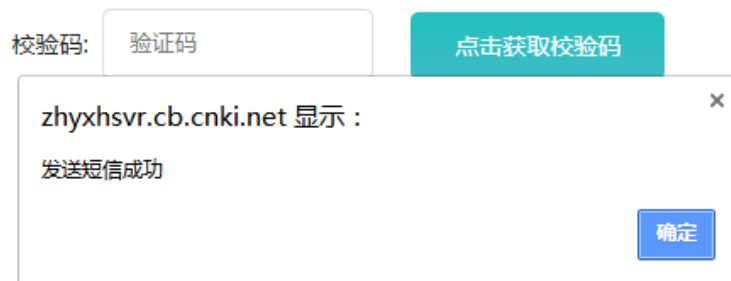 校验码: 验证码 点击获取校验码
zhyxhsvr.cb.cnki.net 显示：
×
发送短信成功
确定